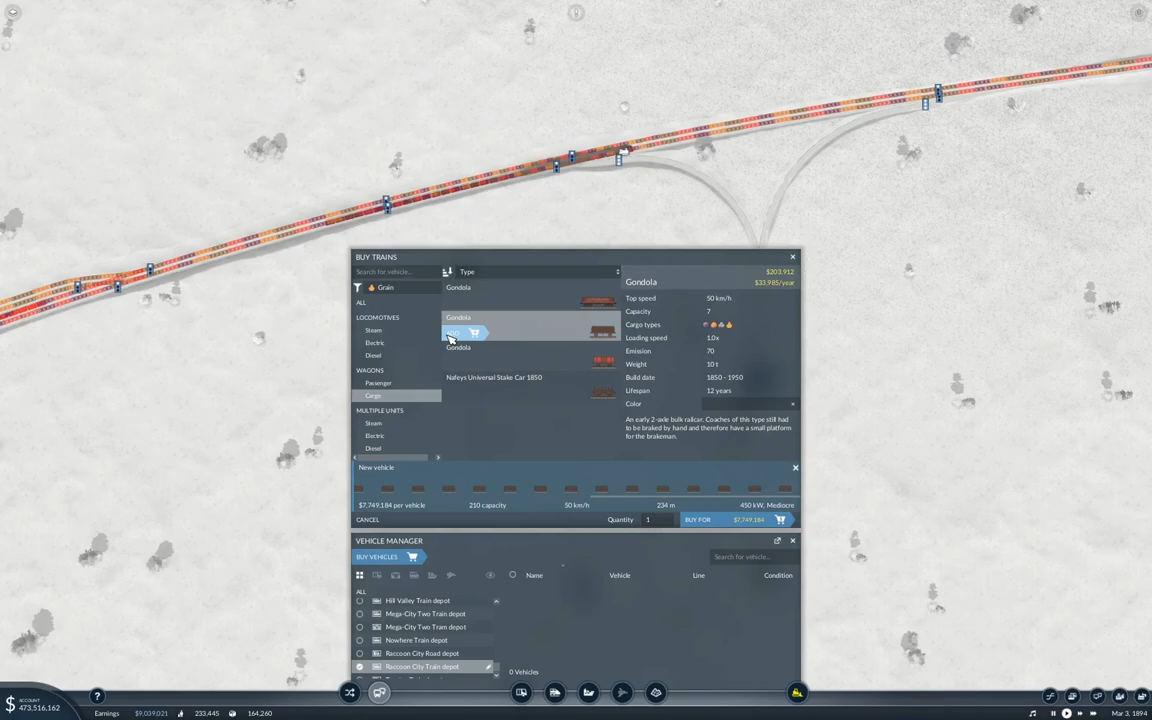 BUY TRAINS
Search for vehicle...
Type
Grain
ALL
LOCOMOTIVES
Steam
Electric
Diesel
WAGONS
Passenger
Cargo
MULTIPLE UNITS
Steam
Electric
Diesel
Gondola
Gondola
Gondola
Nafeys Universal Stake Car 1850
$203,912
Gondola
$33,985/year
Top speed 50 km/h
Capacity 7
Cargo types
Loading speed 1.0x
Emission 70
Weight 10 t
Build date 1850 - 1950
Lifespan 12 years
Color
An early 2-axle bulk railcar. Coaches of this type still had
to be braked by hand and therefore have a small platform
for the brakeman.
New vehicle
$7,749,184 per vehicle 210 capacity 50 km/h 234 m 450 kW, Mediocre
CANCEL Quantity 1 BUY FOR $7,749,184
VEHICLE MANAGER
BUY VEHICLES
Search for vehicle...
Name Vehicle Line Condition
ALL
Hill Valley Train depot
Mega-City Two Train depot
Mega-City Two Tram depot
Nowhere Train depot
Raccoon City Road depot
Raccoon City Train depot
0 Vehicles
$ ACCOUNT
473,516,162
?
Earnings $9,039,021 233,445 164,260
Mar 3, 1894